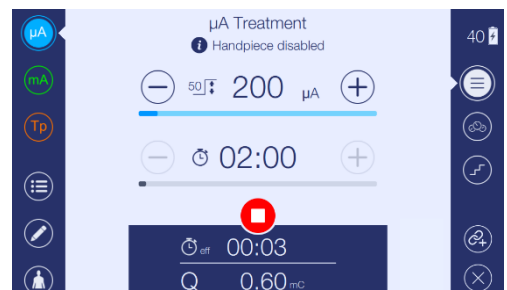 µA Treatment
i Handpiece disabled
µA
40
mA
50 200 µA
Tp
02:00
eff 00:03
Q 0.60 mC